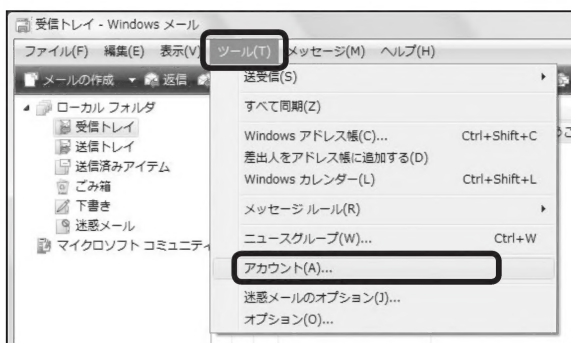 受信トレイ - Windows メール
ファイル(F) 編集(E) 表示(V) ツール(T) メッセージ(M) ヘルプ(H)
メールの作成 返信
送受信(S)
すべて同期(Z)
Windows アドレス帳(C)... Ctrl+Shift+C
差出人をアドレス帳に追加する(D)
Windows カレンダー(L) Ctrl+Shift+L
メッセージ ルール(R)
ニュースグループ(W)... Ctrl+W
アカウント(A)...
迷惑メールのオプション(J)...
オプション(O)...
ローカル フォルダ
受信トレイ
送信トレイ
送信済みアイテム
ごみ箱
下書き
迷惑メール
マイクロソフト コミュニティ